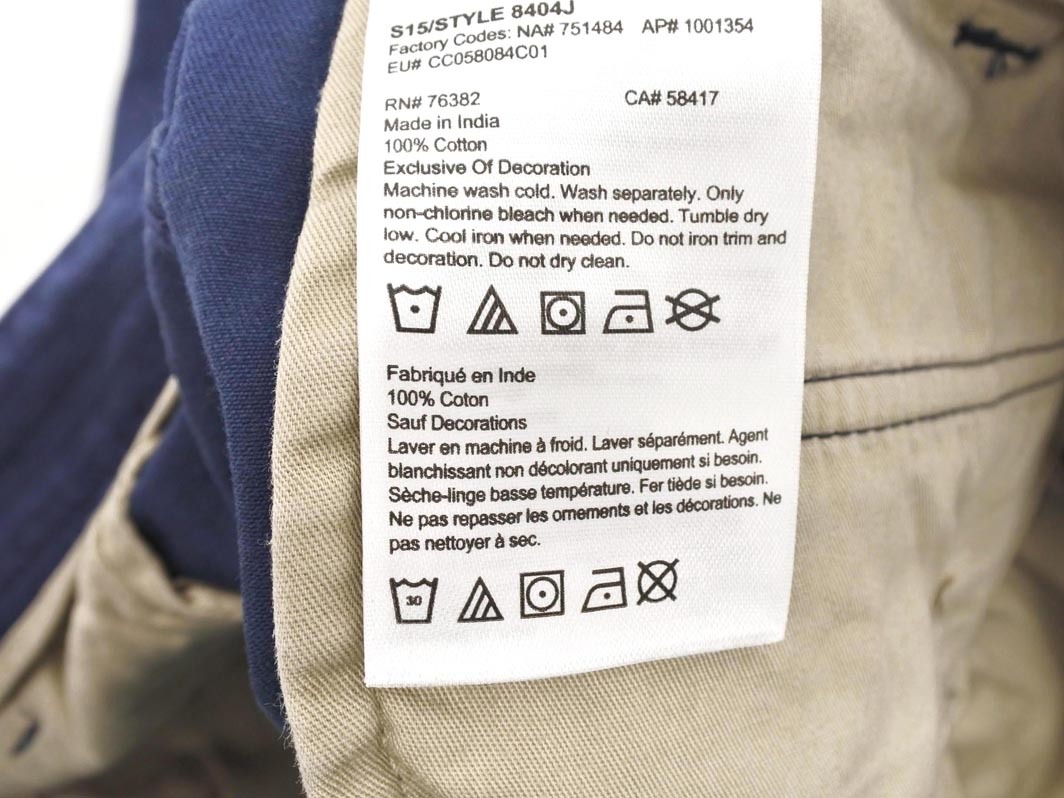 S15/STYLE 8404J
Factory Codes: NA# 751484 AP# 1001354
EU# CC058084C01
RN# 76382 CA# 58417
Made in India
100% Cotton
Exclusive Of Decoration
Machine wash cold. Wash separately. Only
non-chlorine bleach when needed. Tumble dry
low. Cool iron when needed. Do not iron trim and
decoration. Do not dry clean.
Fabriqué en Inde
100% Coton
Sauf Decorations
Laver en machine à froid. Laver séparément. Agent
blanchissant non décolorant uniquement si besoin.
Sèche-linge basse température. Fer tiède si besoin.
Ne pas repasser les ornements et les décorations. Ne
pas nettoyer à sec.
30